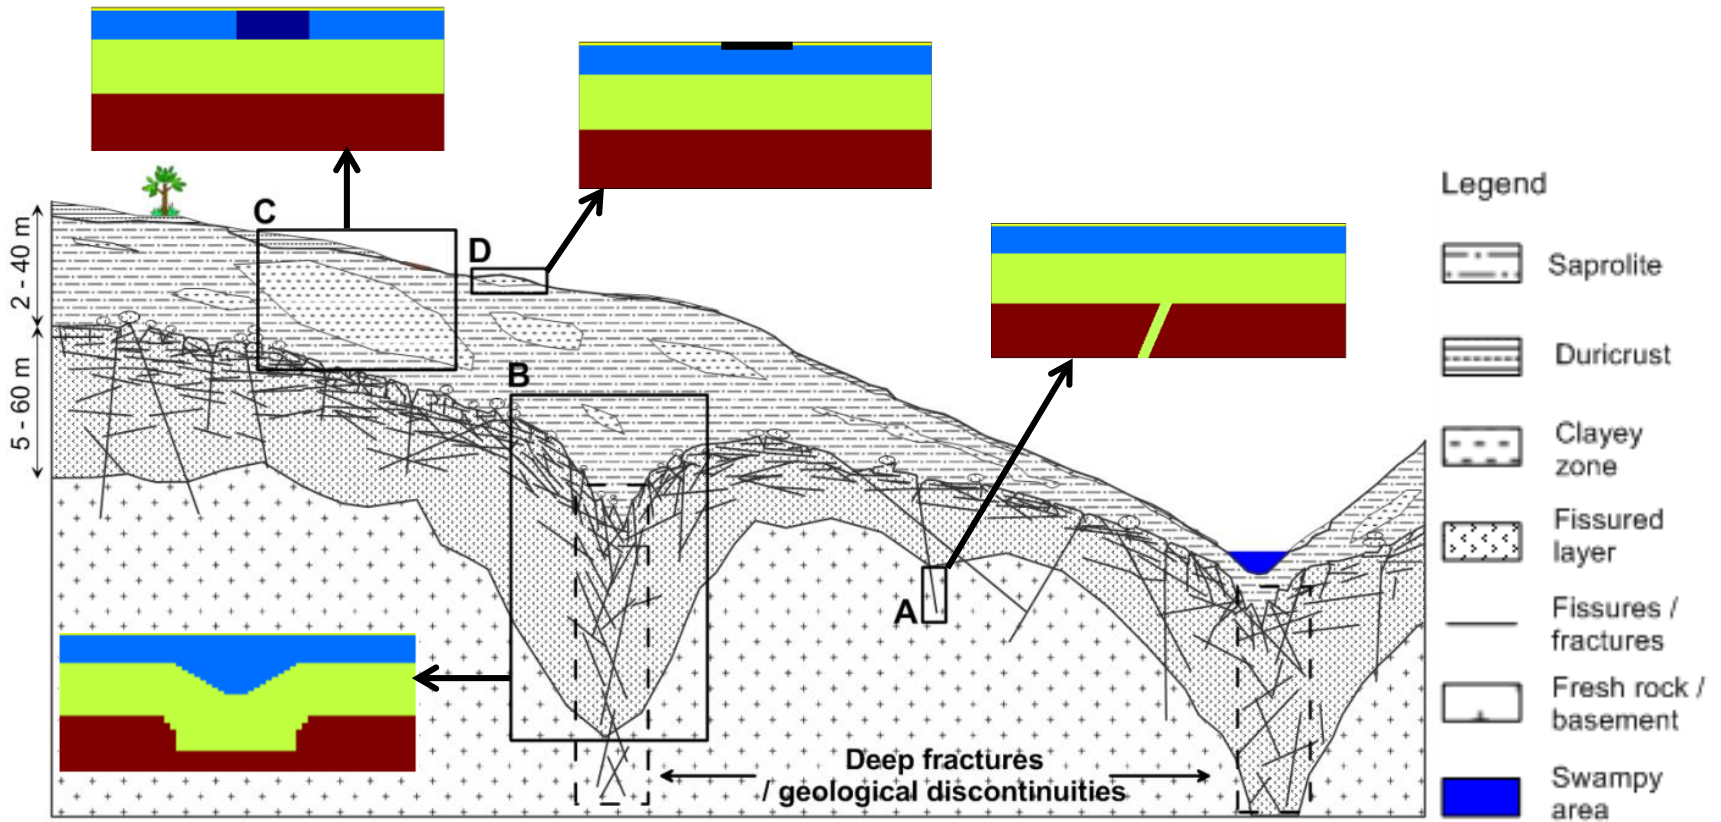 C
D
2 - 40 m
5 - 60 m
B
A
Deep fractures
/ geological discontinuities
Legend
Saprolite
Duricrust
Clayey
zone
Fissured
layer
Fissures /
fractures
Fresh rock /
basement
Swampy
area